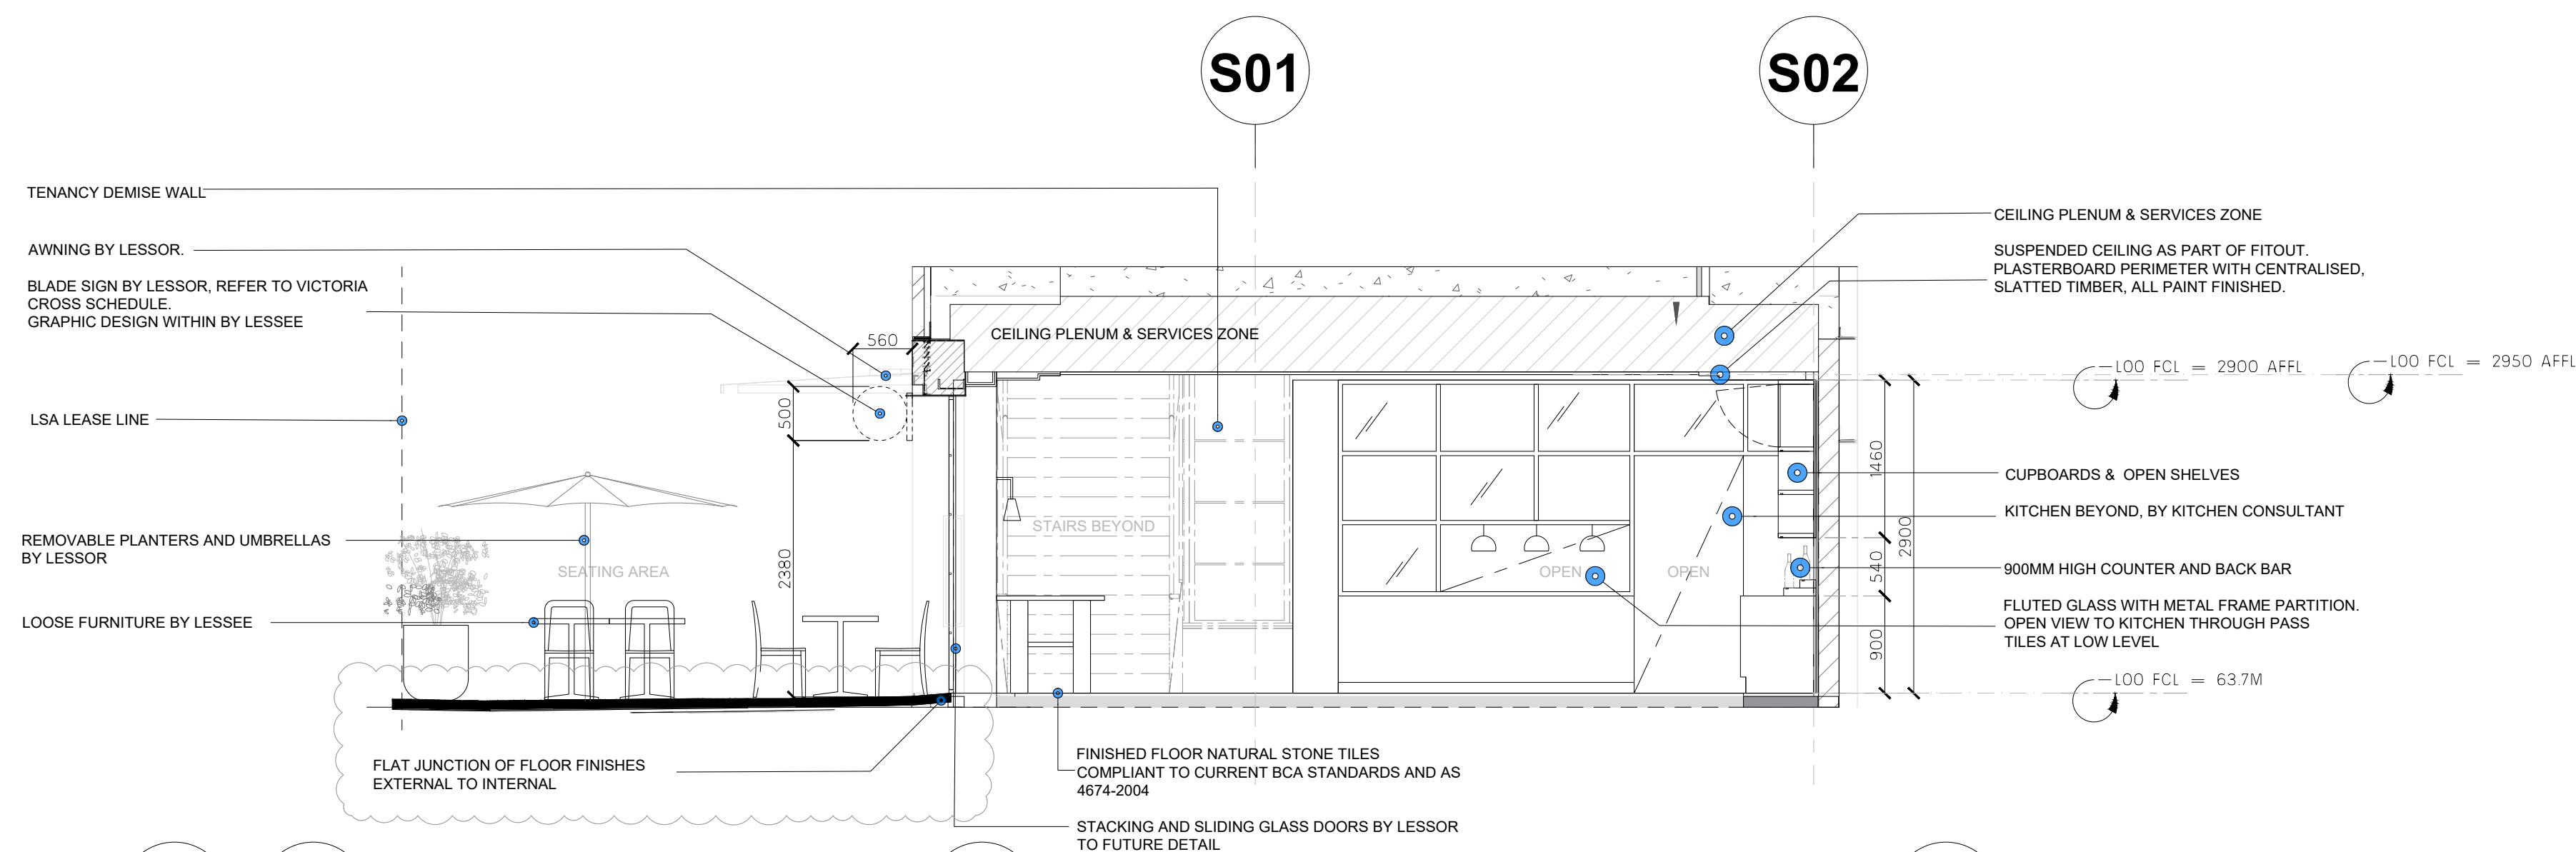 S01
S02
TENANCY DEMISE WALL
AWNING BY LESSOR.
BLADE SIGN BY LESSOR, REFER TO VICTORIA
CROSS SCHEDULE.
GRAPHIC DESIGN WITHIN BY LESSEE
LSA LEASE LINE
REMOVABLE PLANTERS AND UMBRELLAS
BY LESSOR
LOOSE FURNITURE BY LESSEE
FLAT JUNCTION OF FLOOR FINISHES
EXTERNAL TO INTERNAL
560
500
2380
SEATING AREA
CEILING PLENUM & SERVICES ZONE
STAIRS BEYOND
OPEN
OPEN
FINISHED FLOOR NATURAL STONE TILES
COMPLIANT TO CURRENT BCA STANDARDS AND AS
4674-2004
STACKING AND SLIDING GLASS DOORS BY LESSOR
TO FUTURE DETAIL
1460
540
900
2900
CEILING PLENUM & SERVICES ZONE
SUSPENDED CEILING AS PART OF FITOUT.
PLASTERBOARD PERIMETER WITH CENTRALISED,
SLATTED TIMBER, ALL PAINT FINISHED.
L00 FCL = 2900 AFFL
L00 FCL = 2950 AFFL
CUPBOARDS & OPEN SHELVES
KITCHEN BEYOND, BY KITCHEN CONSULTANT
900MM HIGH COUNTER AND BACK BAR
FLUTED GLASS WITH METAL FRAME PARTITION.
OPEN VIEW TO KITCHEN THROUGH PASS
TILES AT LOW LEVEL
L00 FCL = 63.7M